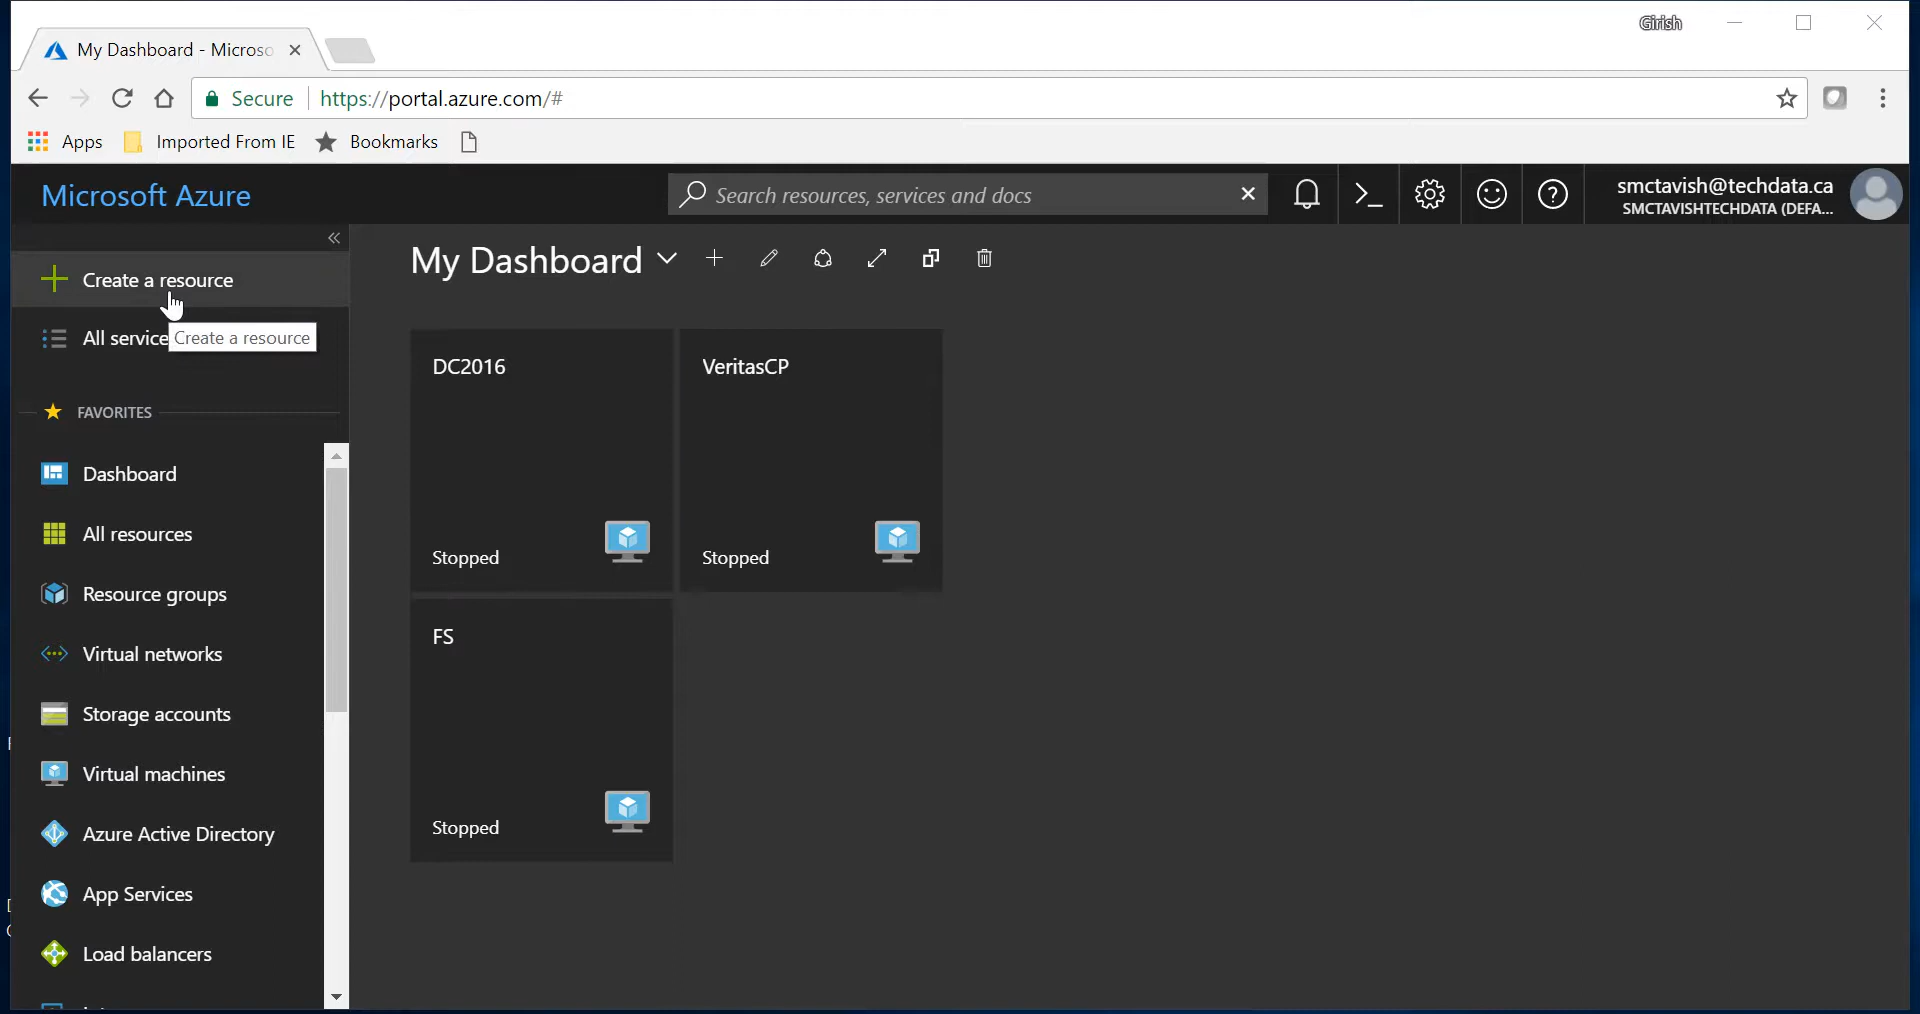 Girish
My Dashboard - Microso
Secure https://portal.azure.com/#
Apps Imported From IE Bookmarks
Microsoft Azure
Search resources, services and docs
smctavish@techdata.ca
SMCTAVISHTECHDATA (DEFA...
My Dashboard
Create a resource
All service
Create a resource
FAVORITES
Dashboard
All resources
Resource groups
Virtual networks
Storage accounts
Virtual machines
Azure Active Directory
App Services
Load balancers
DC2016
Stopped
VeritasCP
Stopped
FS
Stopped